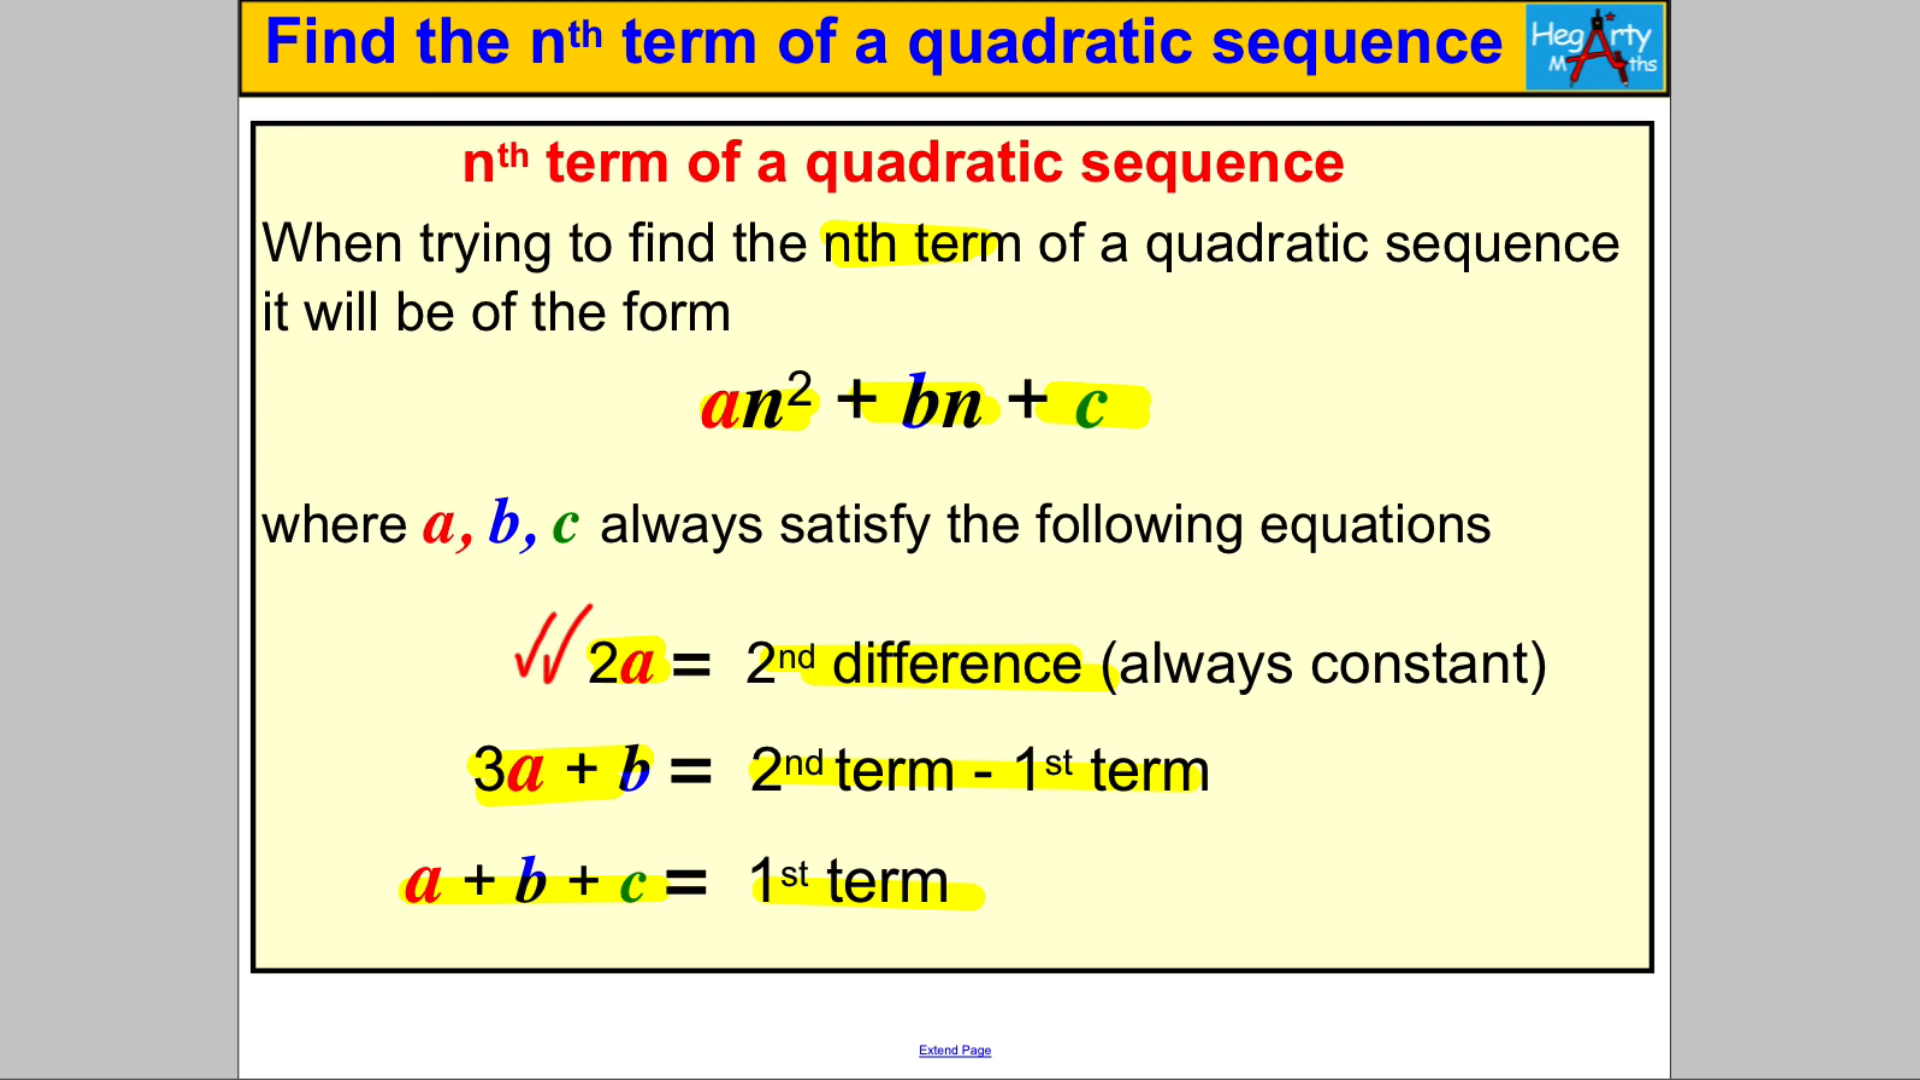 Find the nth term of a quadratic sequence
HegArty
Maths
nth term of a quadratic sequence
When trying to find the nth term of a quadratic sequence
it will be of the form
an² + bn + c
where a, b, c always satisfy the following equations
2a = 2nd difference (always constant)
3a + b = 2nd term - 1st term
a + b + c = 1st term
Extend Page